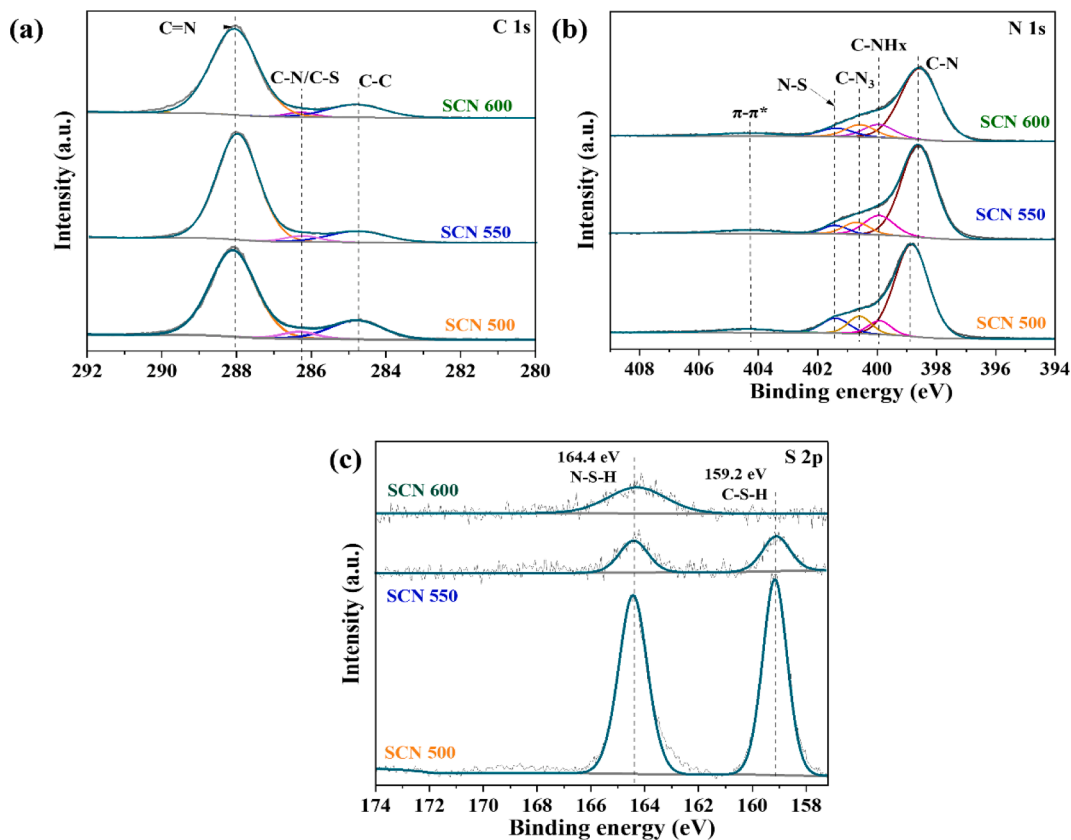 (a)
C 1s
C=N
C-N/C-S
C-C
SCN 600
SCN 550
SCN 500
Intensity (a.u.)
292 290 288 286 284 282 280
(b)
N 1s
C-NHx
N-S
C-N₃
C-N
π-π*
SCN 600
SCN 550
SCN 500
Intensity (a.u.)
408 406 404 402 400 398 396 394
Binding energy (eV)
(c)
S 2p
164.4 eV
N-S-H
159.2 eV
C-S-H
SCN 600
SCN 550
SCN 500
Intensity (a.u.)
174 172 170 168 166 164 162 160 158
Binding energy (eV)